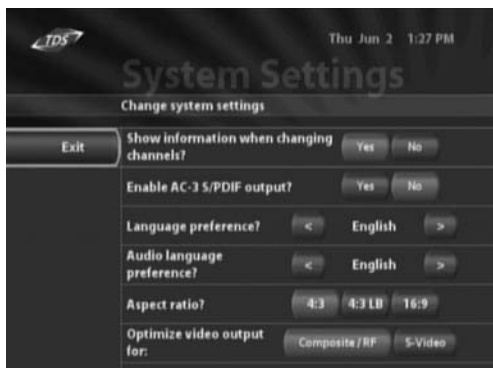 TDS
Thu Jun 2 1:27 PM
System Settings
Change system settings
Exit
Show information when changing
channels?
Yes No
Enable AC-3 S/PDIF output?
Yes No
Language preference?
< English >
Audio language
preference?
< English >
Aspect ratio?
4:3 4:3 LB 16:9
Optimize video output
for:
Composite / RF S-Video